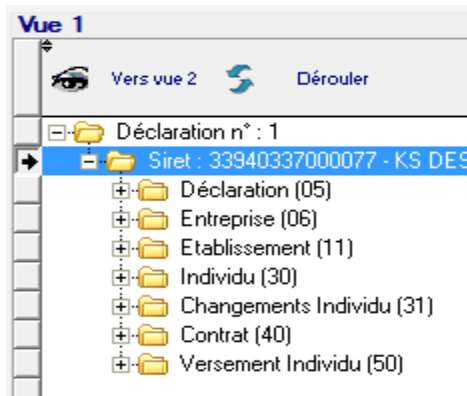 Vue 1
Vers vue 2 Dérouler
Déclaration n° : 1
Siret : 33940337000077 - KS DES
Déclaration (05)
Entreprise (06)
Etablissement (11)
Individu (30)
Changements Individu (31)
Contrat (40)
Versement Individu (50)